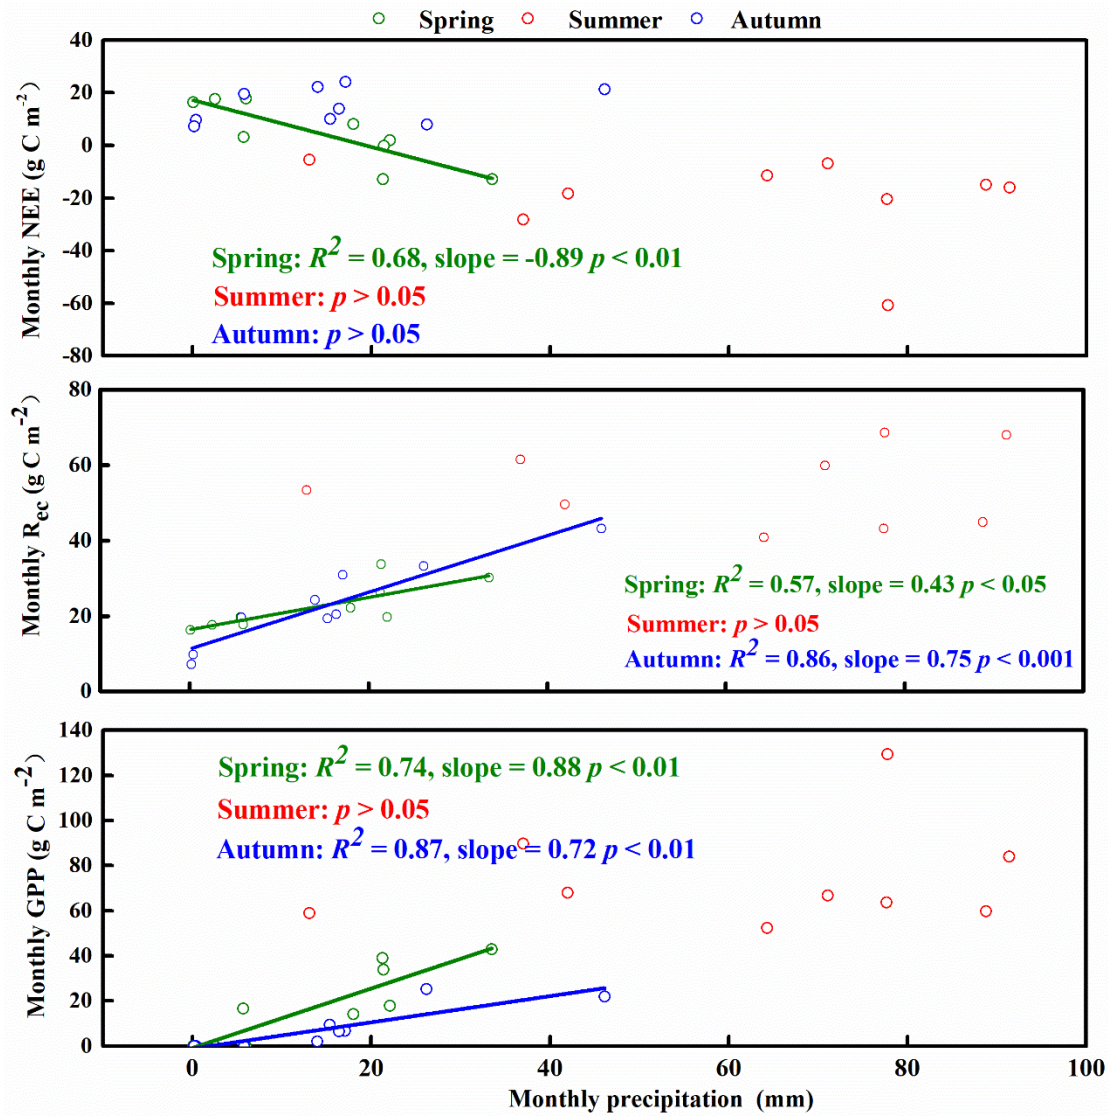 Spring Summer Autumn
Monthly NEE (g C m⁻²)
40
20
0
-20
-40
-60
-80
Spring: R² = 0.68, slope = -0.89 p < 0.01
Summer: p > 0.05
Autumn: p > 0.05
Monthly Rec (g C m⁻²)
80
60
40
20
0
Spring: R² = 0.57, slope = 0.43 p < 0.05
Summer: p > 0.05
Autumn: R² = 0.86, slope = 0.75 p < 0.001
Monthly GPP (g C m⁻²)
140
120
100
80
60
40
20
0
Spring: R² = 0.74, slope = 0.88 p < 0.01
Summer: p > 0.05
Autumn: R² = 0.87, slope = 0.72 p < 0.01
0 20 40 60 80 100
Monthly precipitation (mm)